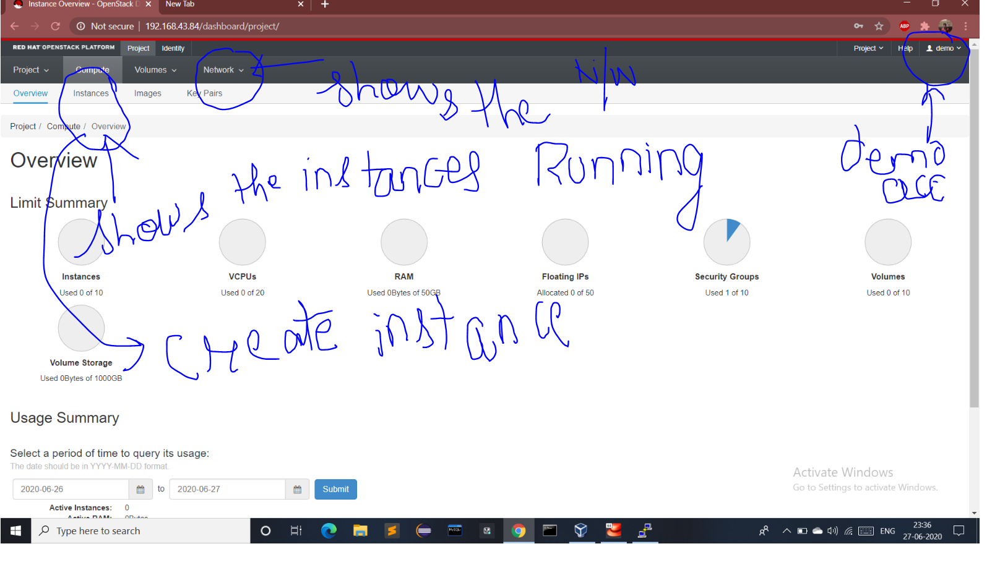 Instance Overview - OpenStack D
New Tab
Not secure | 192.168.43.84/dashboard/project/
ABP
RED HAT OPENSTACK PLATFORM Project Identity
Project Help demo
Project Compute Volumes Network
shows the N/W
Overview Instances Images Key Pairs
Project / Compute / Overview
Overview
shows the instances Running
demo
Limit Summary
Instances
Used 0 of 10
VCPUs
Used 0 of 20
RAM
Used 0Bytes of 50GB
Floating IPs
Allocated 0 of 50
Security Groups
Used 1 of 10
Volumes
Used 0 of 10
create instance
Volume Storage
Used 0Bytes of 1000GB
Usage Summary
Select a period of time to query its usage:
The date should be in YYYY-MM-DD format.
2020-06-26 to 2020-06-27 Submit
Active Instances: 0
Active RAM: 0Bytes
Activate Windows
Go to Settings to activate Windows.
Type here to search
MySQL
ENG
23:36
27-06-2020